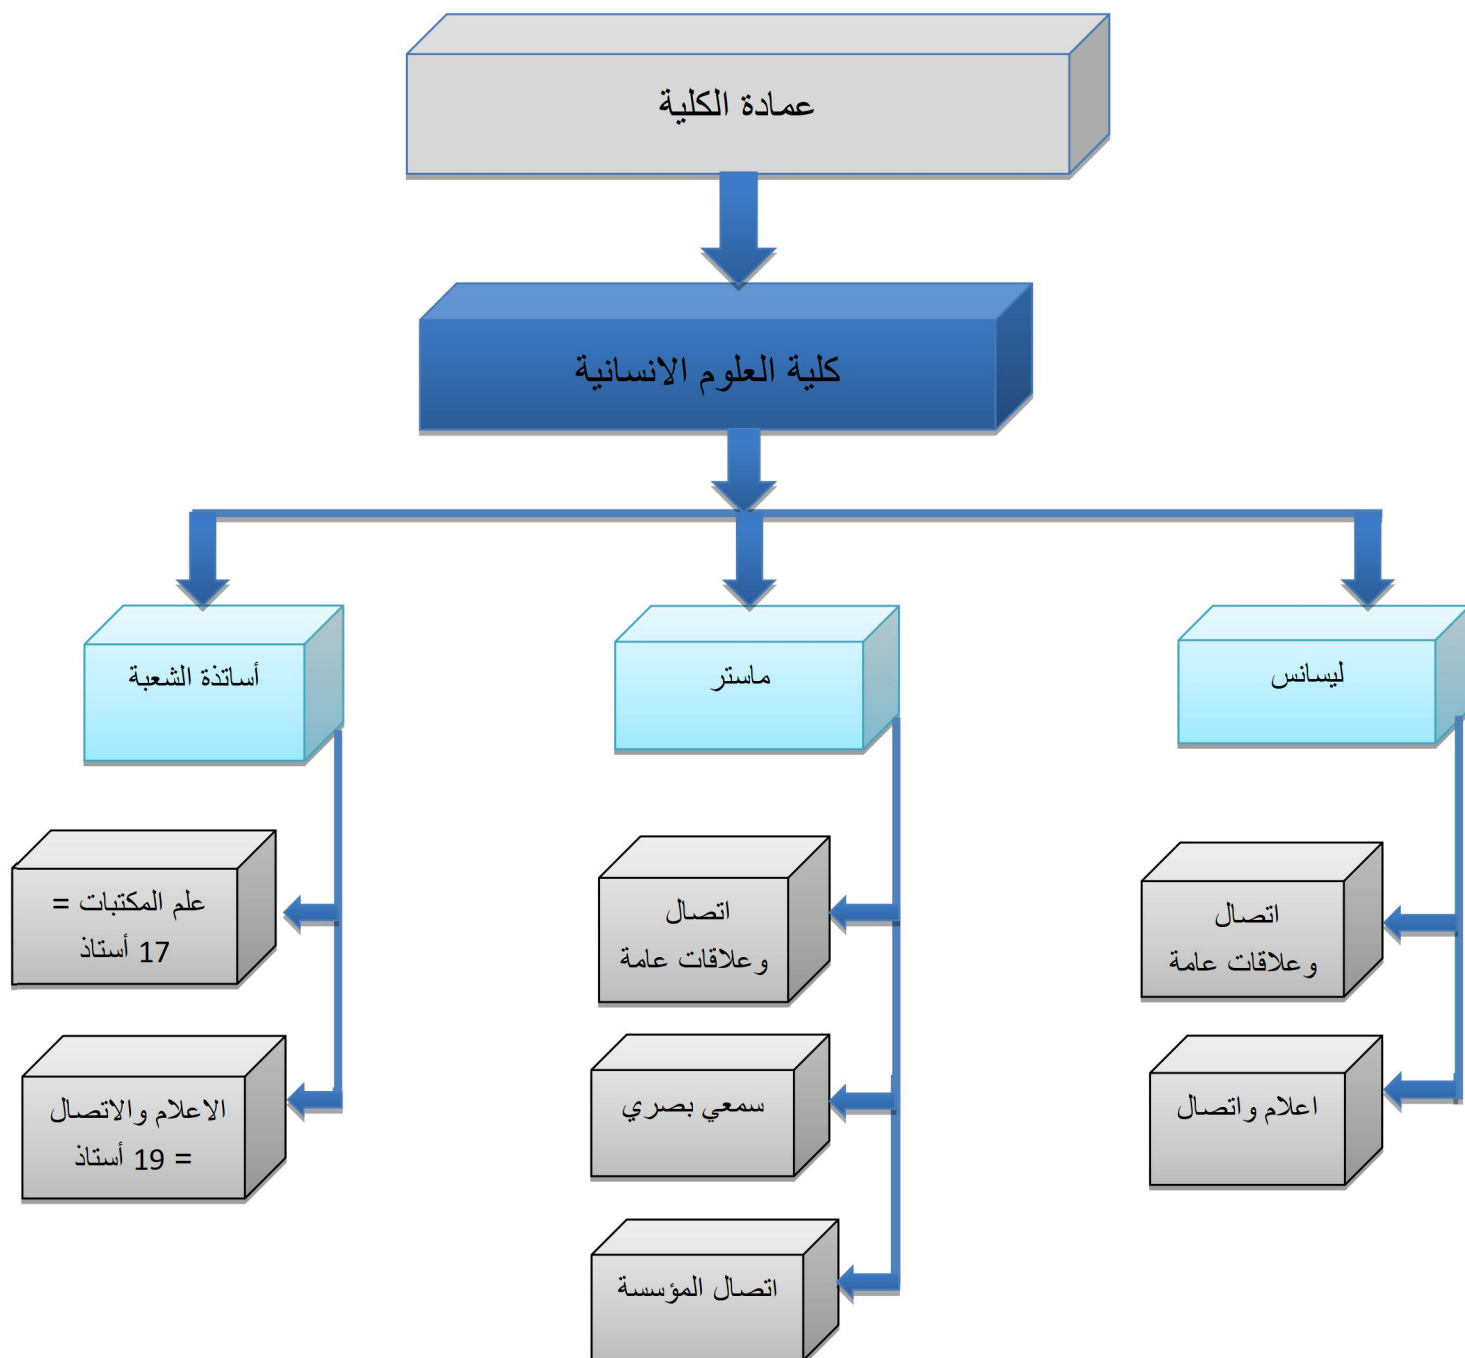 عمادة الكلية
كلية العلوم الانسانية
ليسانس
ماستر
أساتذة الشعبة
اتصال
وعلاقات عامة
اعلام واتصال
اتصال
وعلاقات عامة
سمعي بصري
اتصال المؤسسة
علم المكتبات =
17 أستاذ
الاعلام والاتصال
= 19 أستاذ